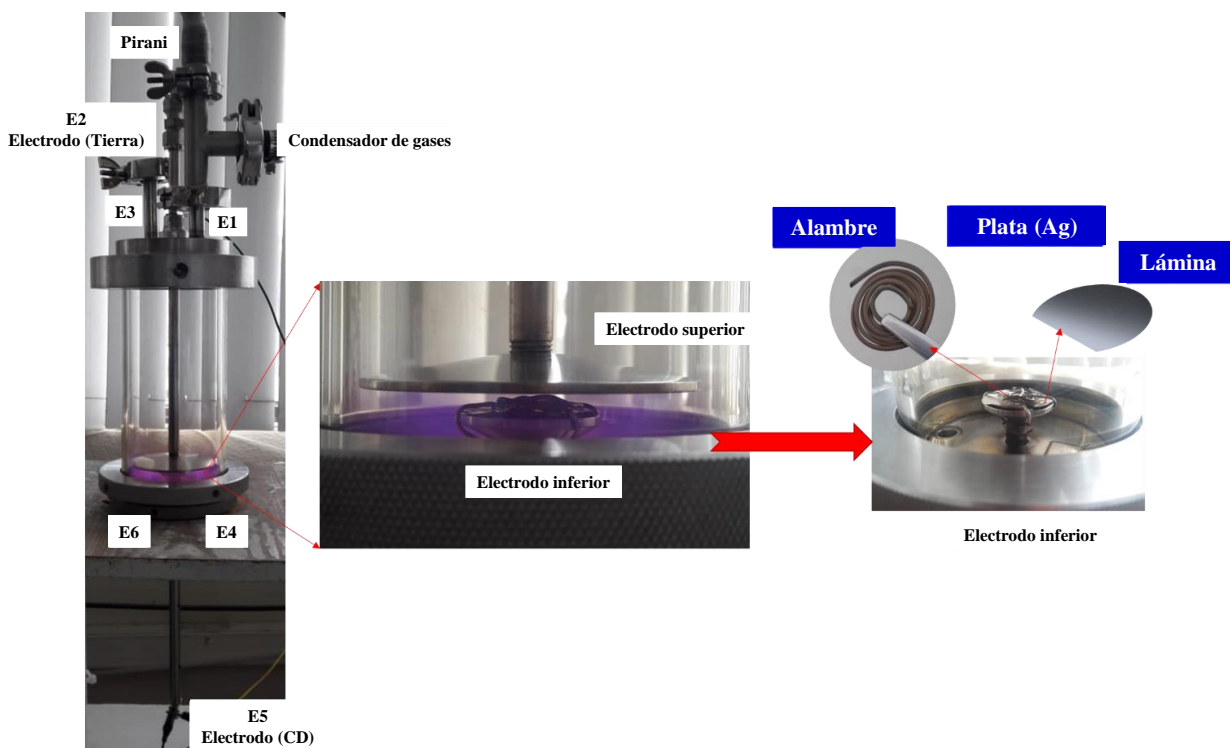 Pirani
E2
Electrodo (Tierra)
Condensador de gases
E3
E1
Alambre
Plata (Ag)
Lámina
Electrodo superior
Electrodo inferior
E6
E4
Electrodo inferior
E5
Electrodo (CD)